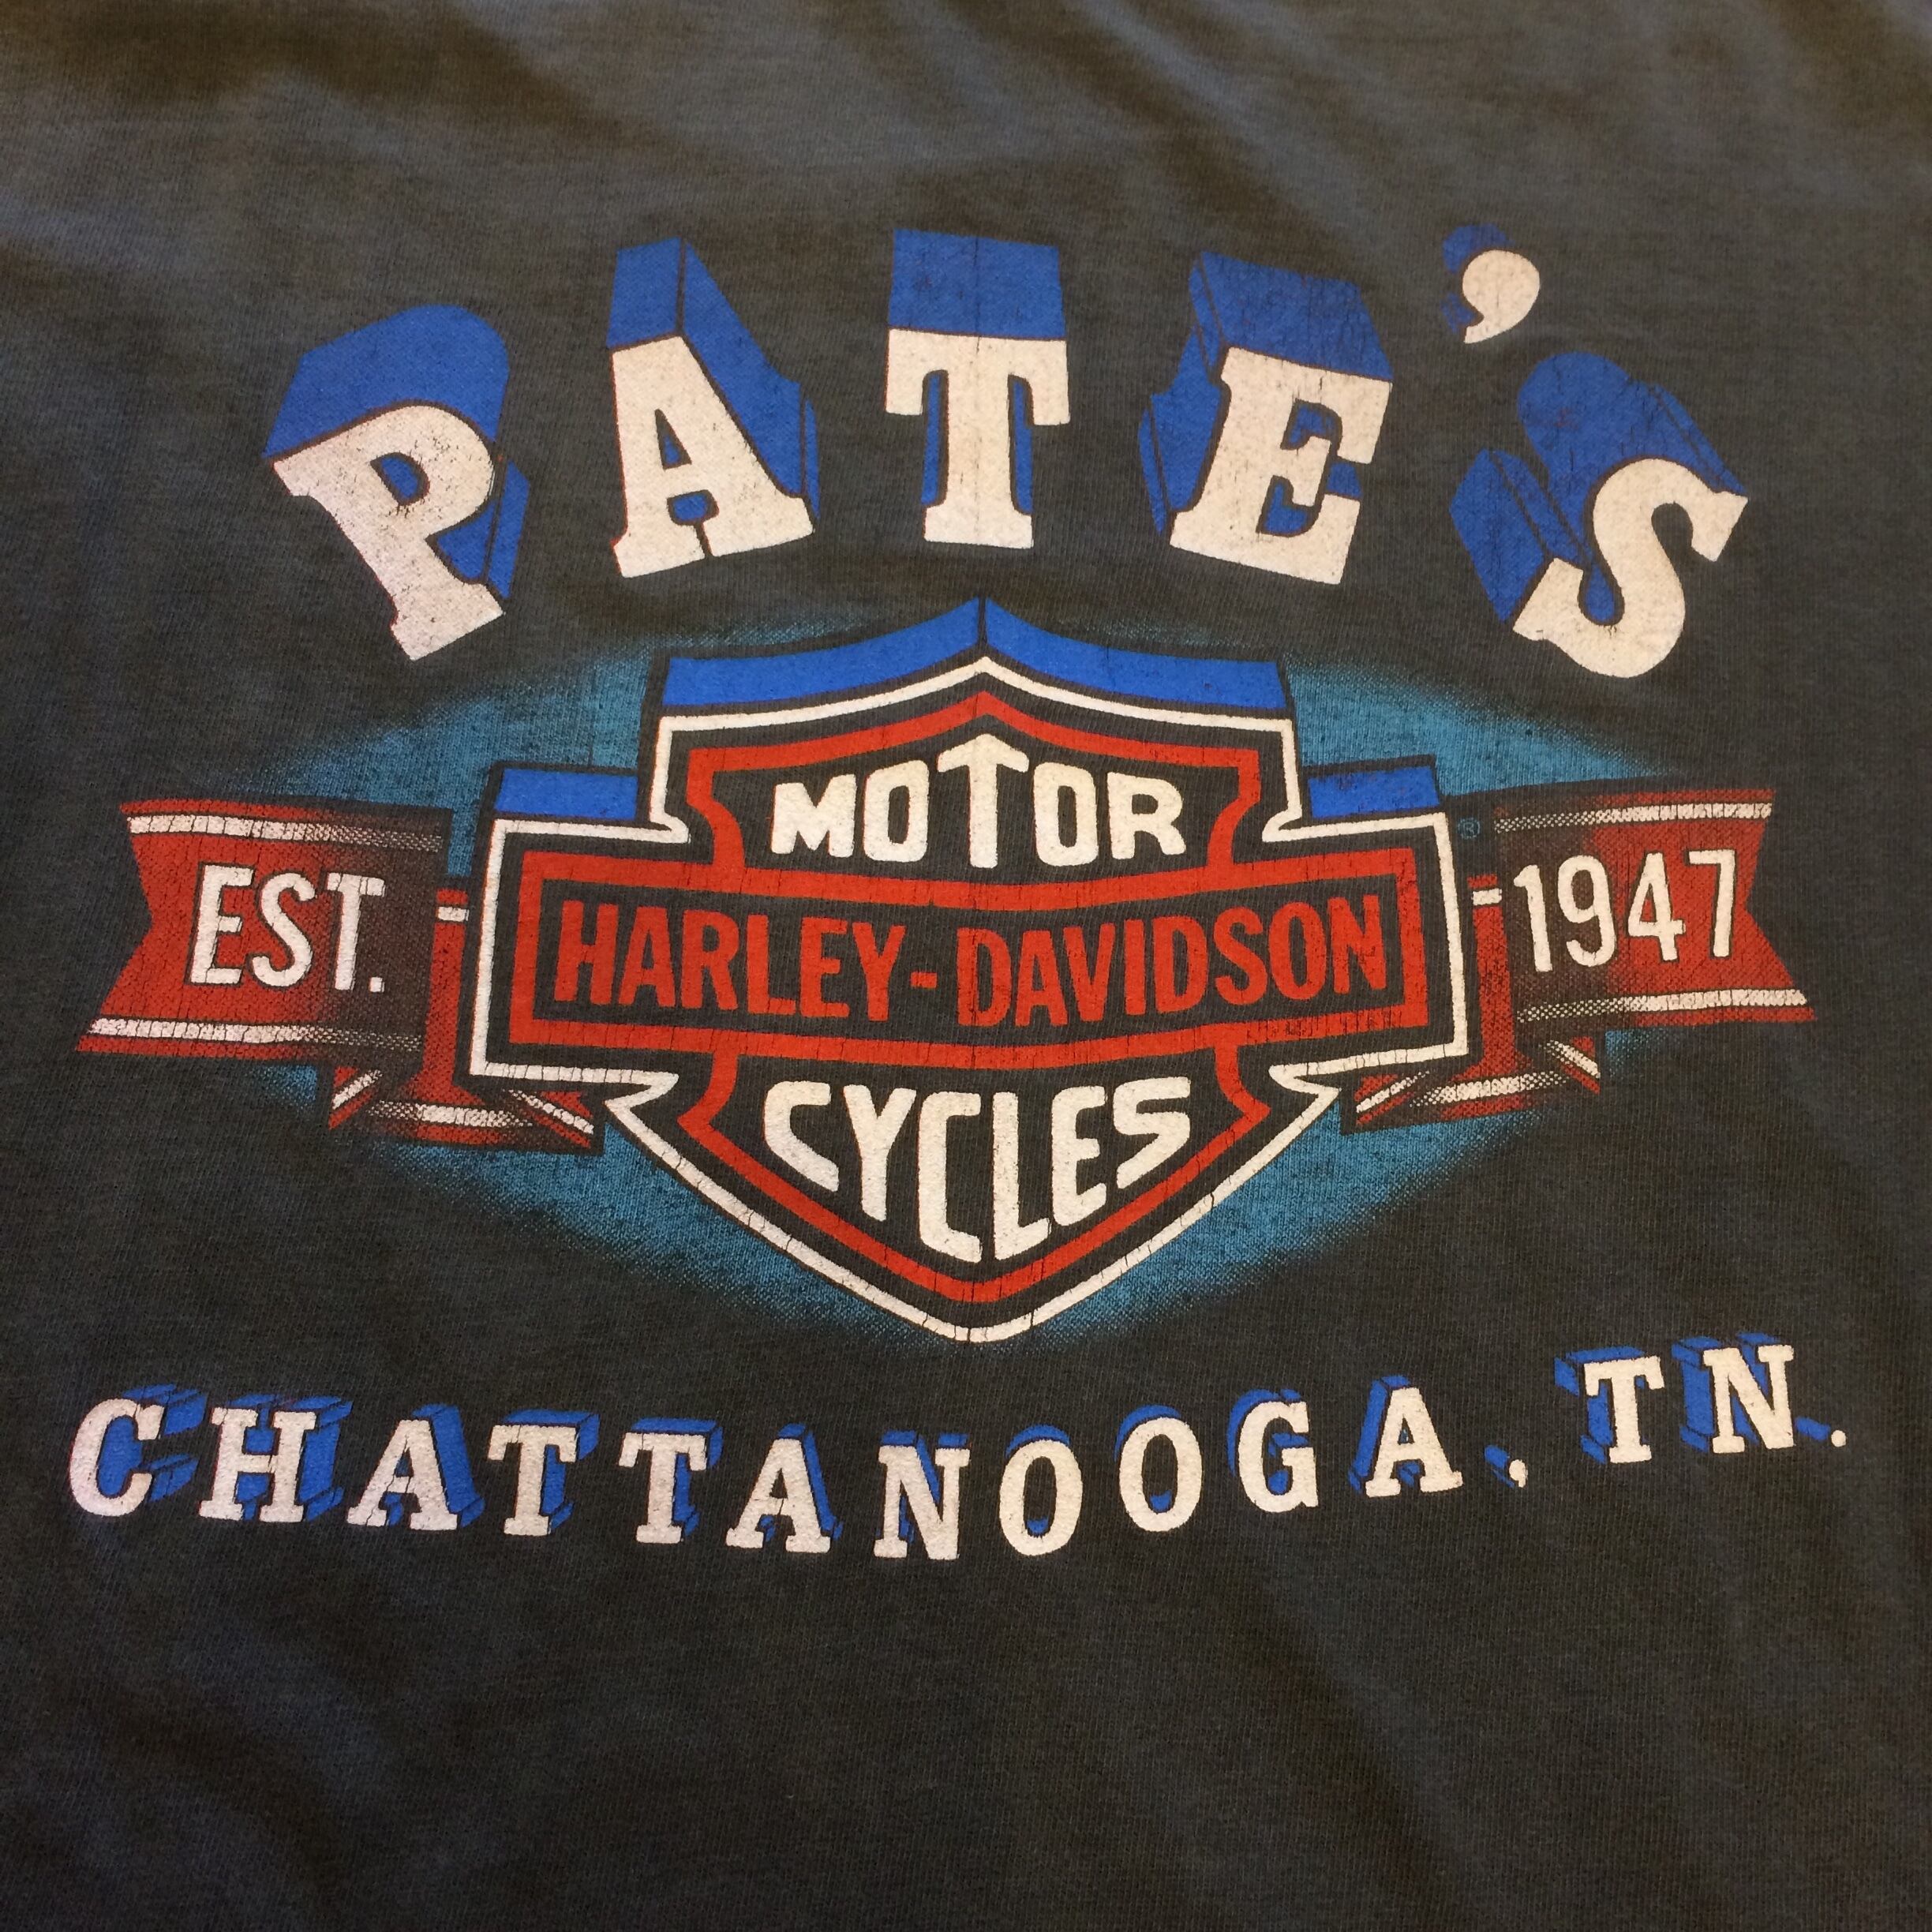 PATE'S
MOTOR
EST. HARLEY-DAVIDSON ® 1947
CYCLES
CHATTANOOGA, TN.